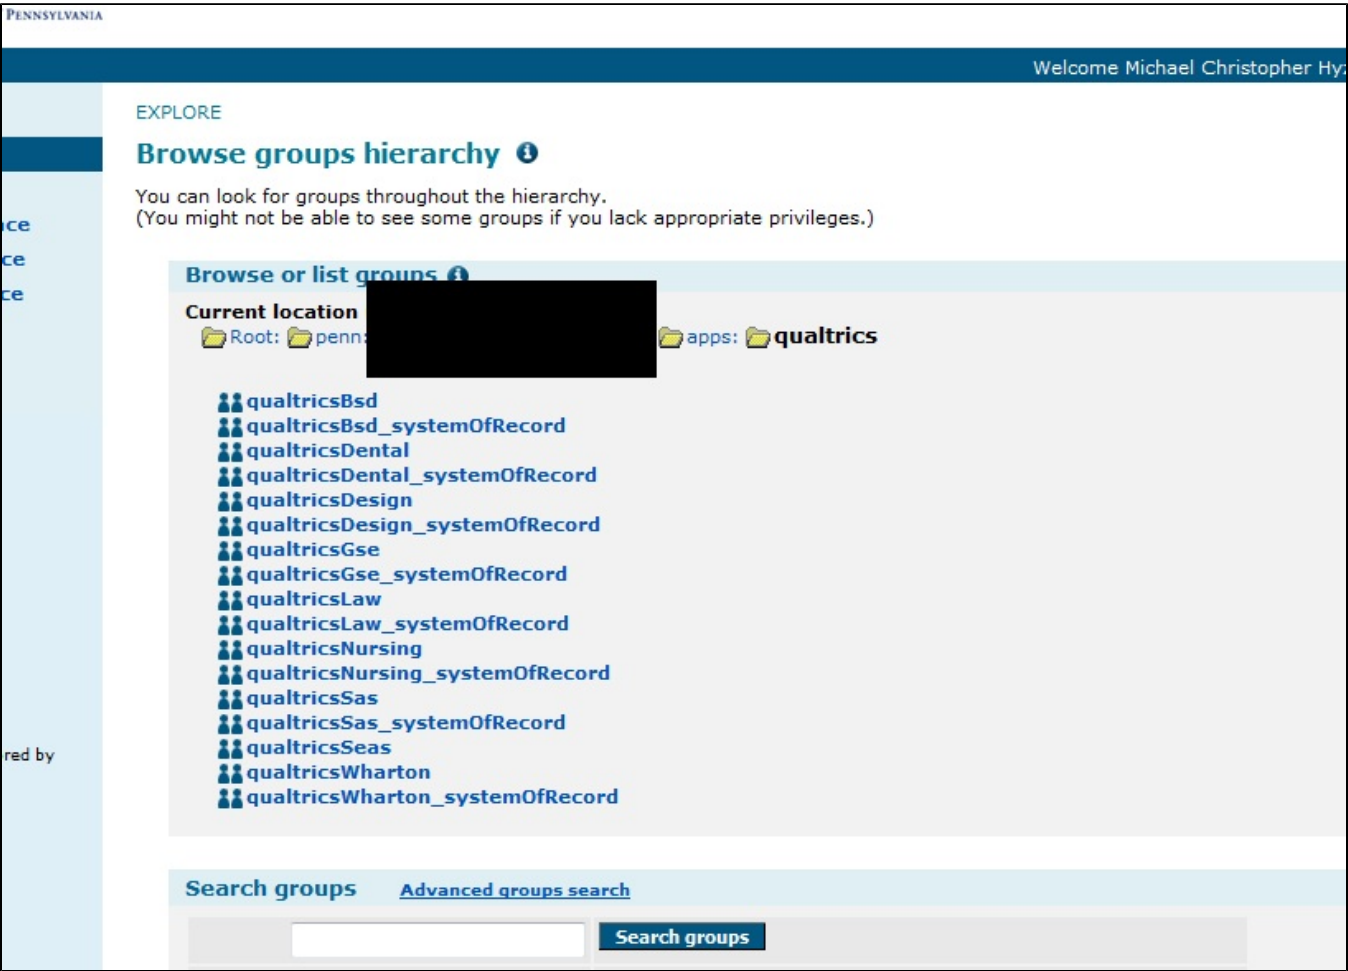 PENNSYLVANIA
Welcome Michael Christopher
EXPLORE
Browse groups hierarchy
You can look for groups throughout the hierarchy.
(You might not be able to see some groups if you lack appropriate privileges.)
ce
ce
Browse or list groups
ce
Current location
Root: penn: apps: qualtrics
qualtricsBsd
qualtricsBsd_systemOfRecord
qualtricsDental
qualtricsDental_systemOfRecord
qualtricsDesign
qualtricsDesign_systemOfRecord
qualtricsGse
qualtricsGse_systemOfRecord
qualtricsLaw
qualtricsLaw_systemOfRecord
qualtricsNursing
qualtricsNursing_systemOfRecord
qualtricsSas
qualtricsSas_systemOfRecord
qualtricsSeas
red by
qualtricsWharton
qualtricsWharton_systemOfRecord
Search groups Advanced groups search
Search groups